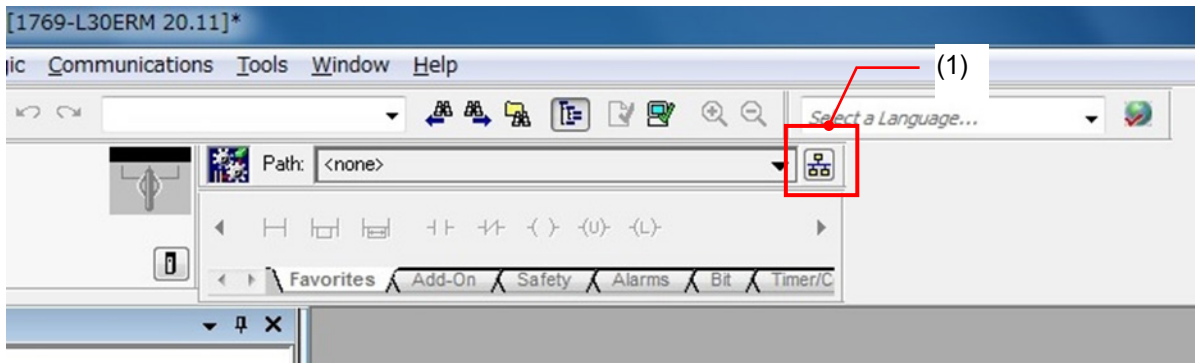 [1769-L30ERM 20.11]*
ic Communications Tools Window Help
(1)
Select a Language...
Path: <none>
(U) (L)
Favorites Add-On Safety Alarms Bit Timer/C